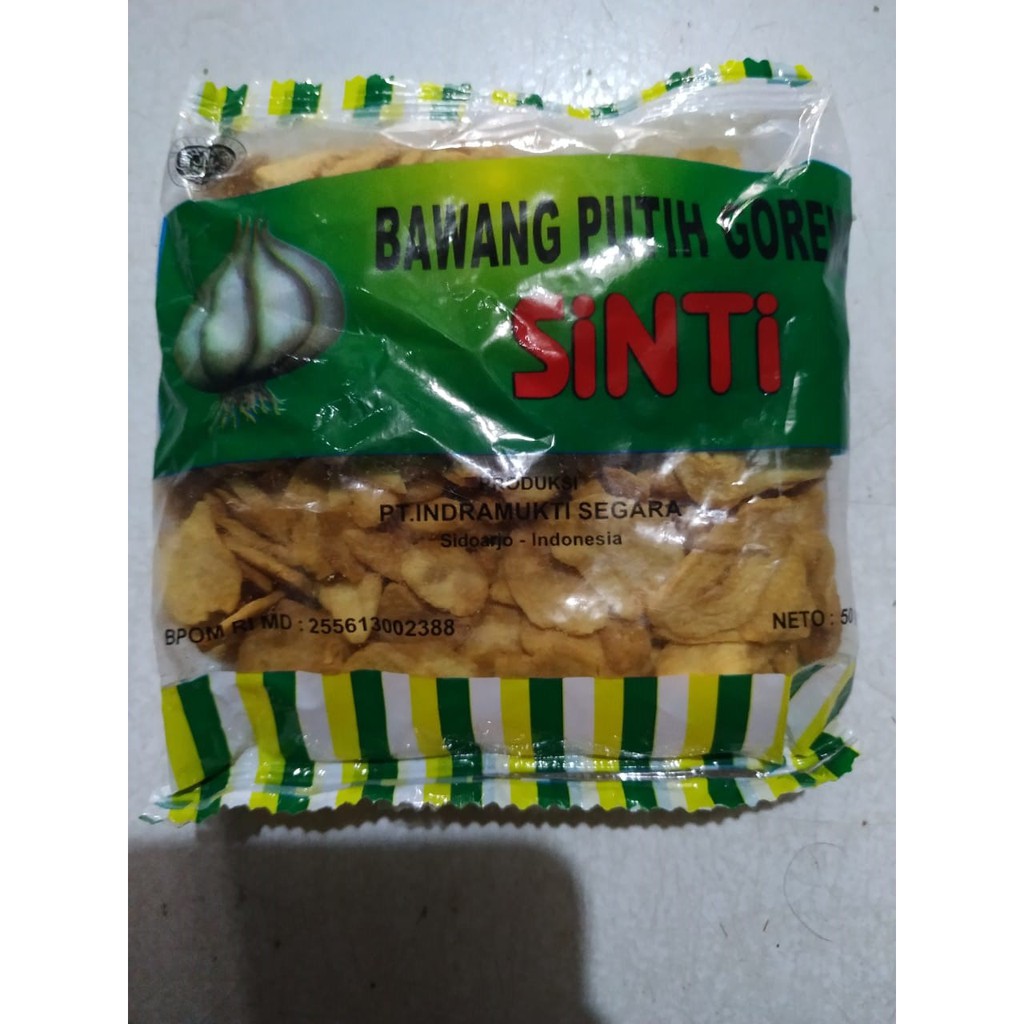 BAWANG PUTIH GORENG
SiNTi
PRODUKSI
PT.INDRAMUKTI SEGARA
Sidoarjo - Indonesia
BPOM RI MD : 255613002388
NETO : 50